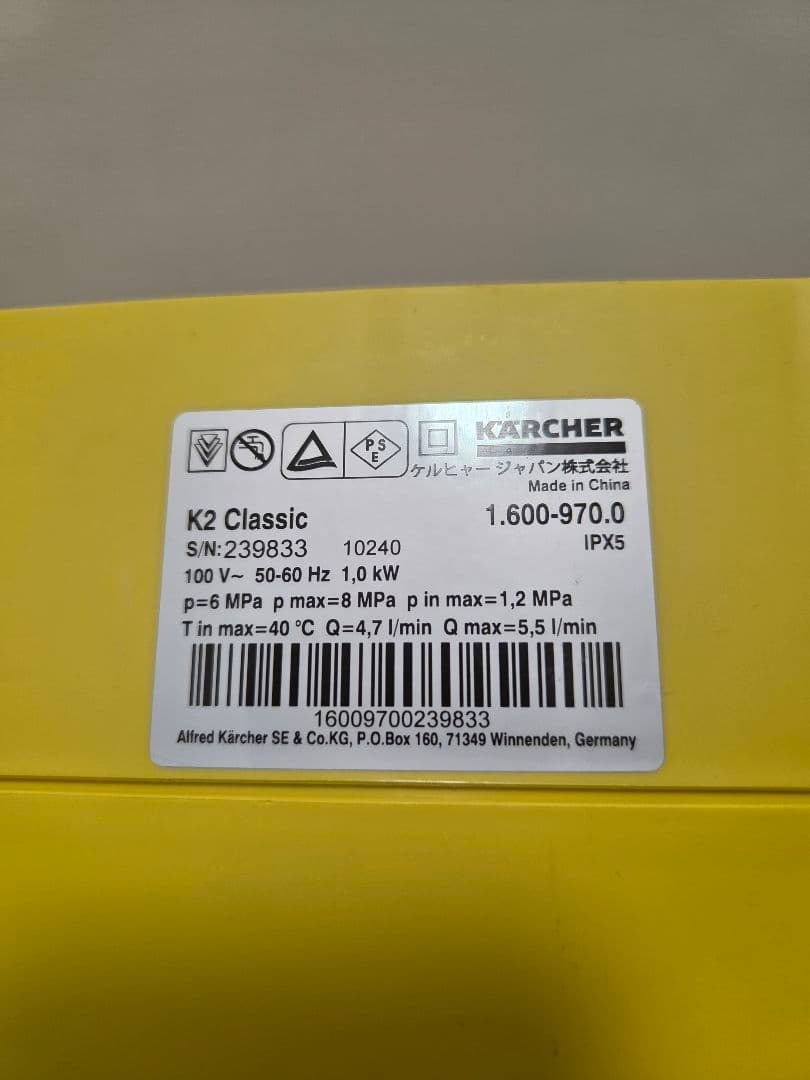 PS
E
KÄRCHER
ケルヒャー ジャパン株式会社
Made in China
K2 Classic 1.600-970.0
S/N:239833 10240 IPX5
100 V~ 50-60 Hz 1,0 kW
p=6 MPa p max=8 MPa p in max=1,2 MPa
T in max=40 °C Q=4,7 l/min Q max=5,5 l/min
16009700239833
Alfred Kärcher SE & Co.KG, P.O.Box 160, 71349 Winnenden, Germany